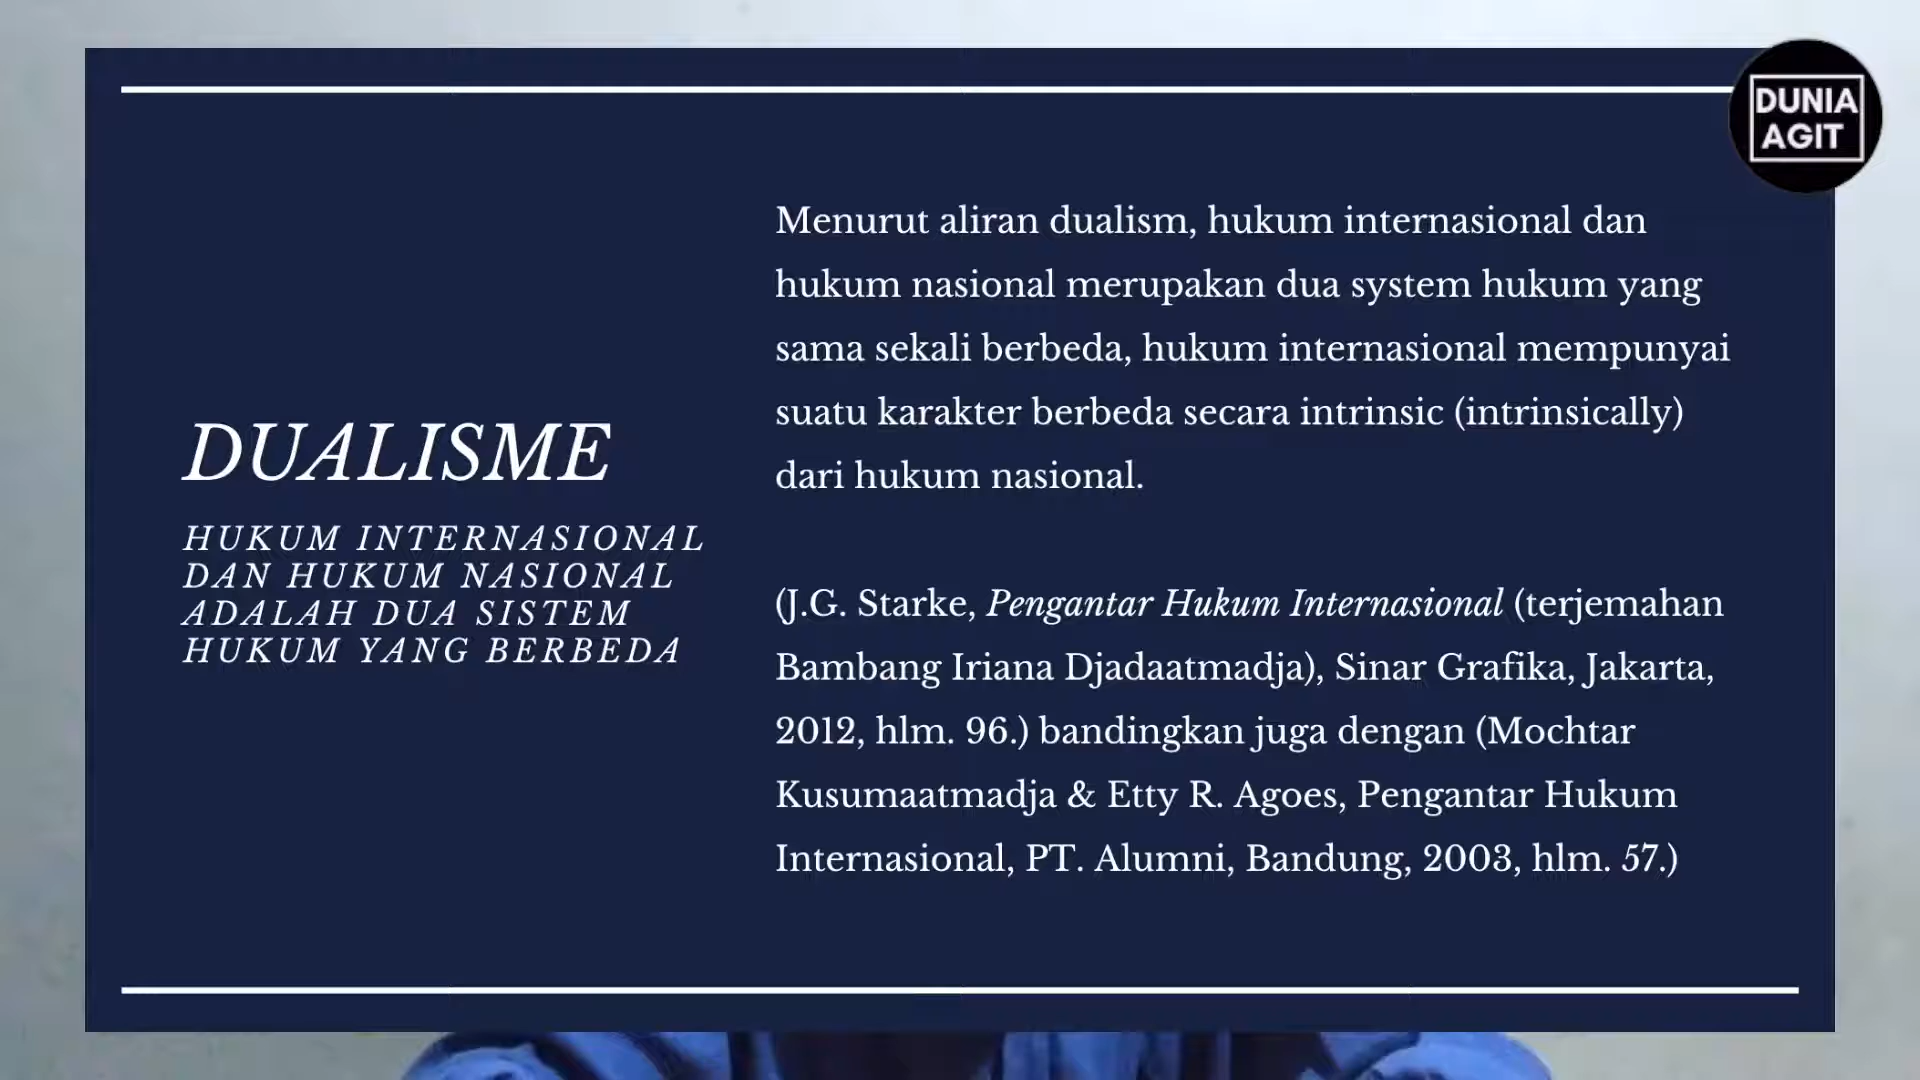 DUNIA
AGIT
DUALISME
HUKUM INTERNASIONAL
DAN HUKUM NASIONAL
ADALAH DUA SISTEM
HUKUM YANG BERBEDA
Menurut aliran dualism, hukum internasional dan
hukum nasional merupakan dua system hukum yang
sama sekali berbeda, hukum internasional mempunyai
suatu karakter berbeda secara intrinsic (intrinsically)
dari hukum nasional.
(J.G. Starke, Pengantar Hukum Internasional (terjemahan
Bambang Iriana Djadaatmadja), Sinar Grafika, Jakarta,
2012, hlm. 96.) bandingkan juga dengan (Mochtar
Kusumaatmadja & Etty R. Agoes, Pengantar Hukum
Internasional, PT. Alumni, Bandung, 2003, hlm. 57.)